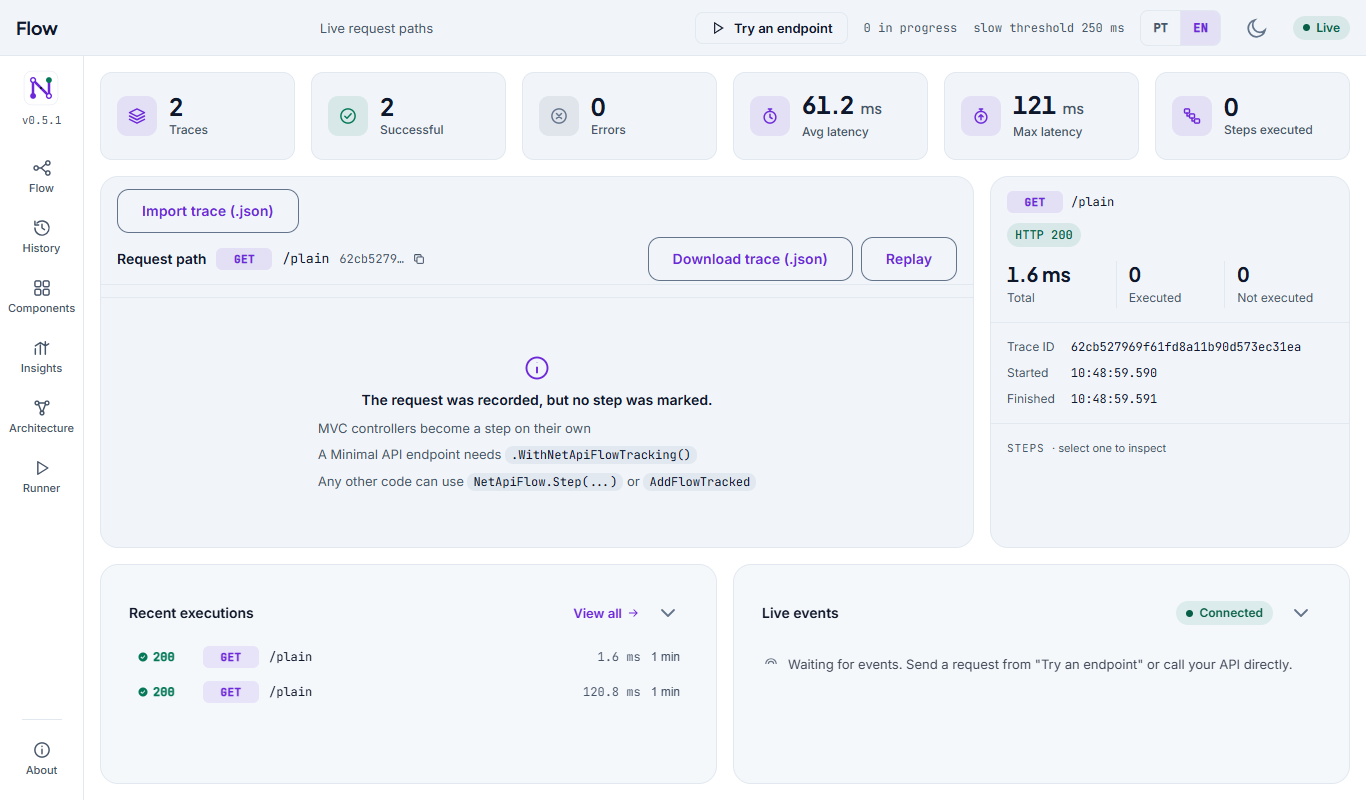 Flow
Live request paths
Try an endpoint
0 in progress
slow threshold 250 ms
PT
EN
Live
v0.5.1
Flow
History
Components
Insights
Architecture
Runner
About
2
Traces
2
Successful
0
Errors
61.2 ms
Avg latency
121 ms
Max latency
0
Steps executed
Import trace (.json)
Request path GET /plain 62cb5279…
Download trace (.json)
Replay
The request was recorded, but no step was marked.
MVC controllers become a step on their own
A Minimal API endpoint needs .WithNetApiFlowTracking()
Any other code can use NetApiFlow.Step(...) or AddFlowTracked
GET /plain
HTTP 200
1.6 ms
Total
0
Executed
0
Not executed
Trace ID 62cb527969f61fd8a11b90d573ec31ea
Started 10:48:59.590
Finished 10:48:59.591
STEPS · select one to inspect
Recent executions
View all →
200 GET /plain 1.6 ms 1 min
200 GET /plain 120.8 ms 1 min
Live events
Connected
Waiting for events. Send a request from "Try an endpoint" or call your API directly.